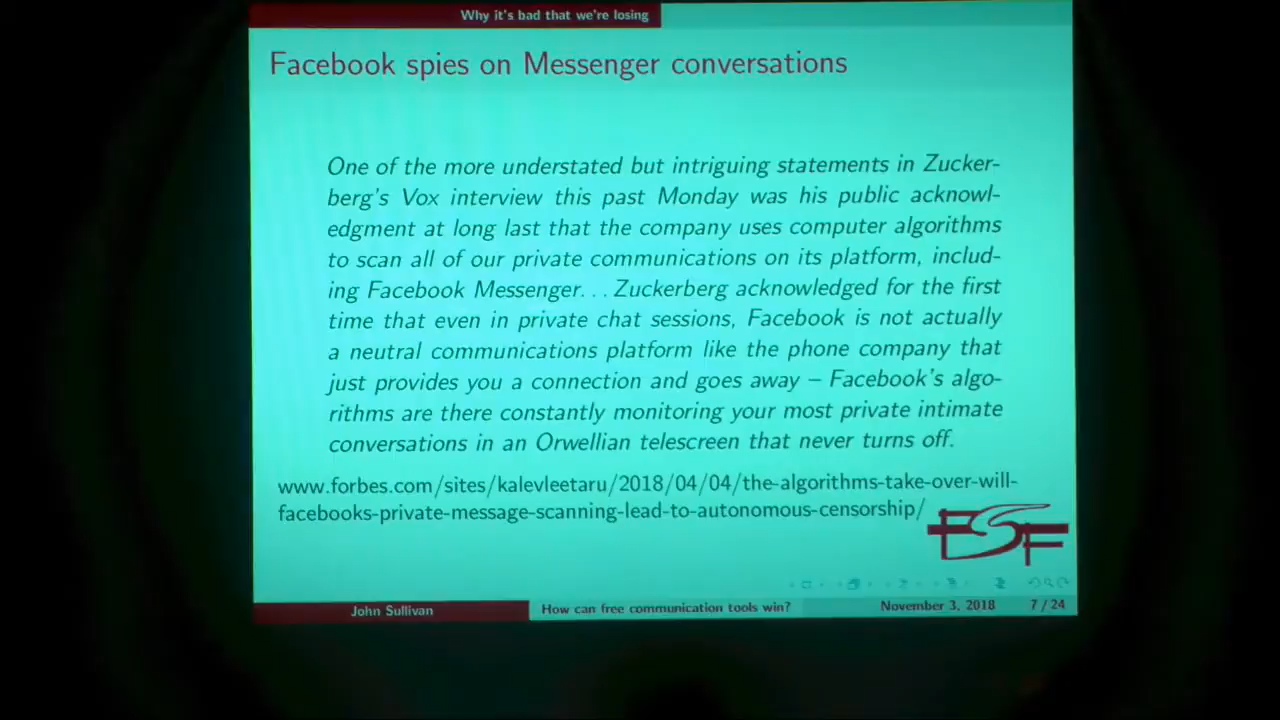 Why it's bad that we're losing
Facebook spies on Messenger conversations
One of the more understated but intriguing statements in Zucker-
berg's Vox interview this past Monday was his public acknowl-
edgment at long last that the company uses computer algorithms
to scan all of our private communications on its platform, includ-
ing Facebook Messenger... Zuckerberg acknowledged for the first
time that even in private chat sessions, Facebook is not actually
a neutral communications platform like the phone company that
just provides you a connection and goes away – Facebook's algo-
rithms are there constantly monitoring your most private intimate
conversations in an Orwellian telescreen that never turns off.
www.forbes.com/sites/kalevleetaru/2018/04/04/the-algorithms-take-over-will-
facebooks-private-message-scanning-lead-to-autonomous-censorship/
FSF
John Sullivan How can free communication tools win? November 3, 2018 7 / 24